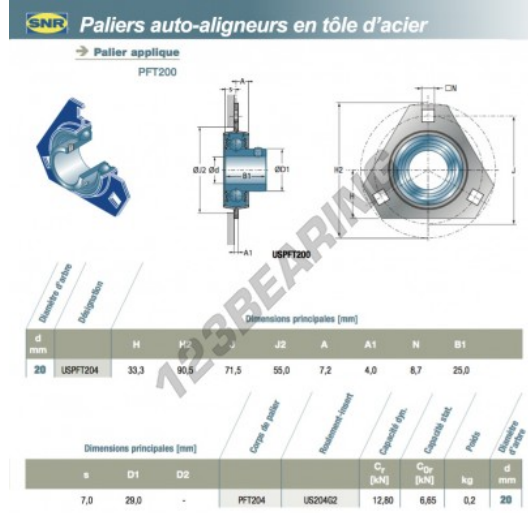 SNR Paliers auto-aligneurs en tôle d'acier
Palier applique
PFT200
A
s
□N
ØJ2
Ød
B1
ØD1
H2
H
J
A1
USPFT200
123BEARING
Diamètre d'arbre
Désignation
Dimensions principales [mm]
d mm H H2 J J2 A A1 N B1
20 USPFT204 33,3 90,5 71,5 55,0 7,2 4,0 8,7 25,0
Dimensions principales [mm]
Corps de palier
Roulement-insert
Capacité dyn.
Capacité stat.
Poids
Diamètre d'arbre
s D1 D2 Cr [kN] C0r [kN] kg d mm
7,0 29,0 - PFT204 US204G2 12,80 6,65 0,2 20